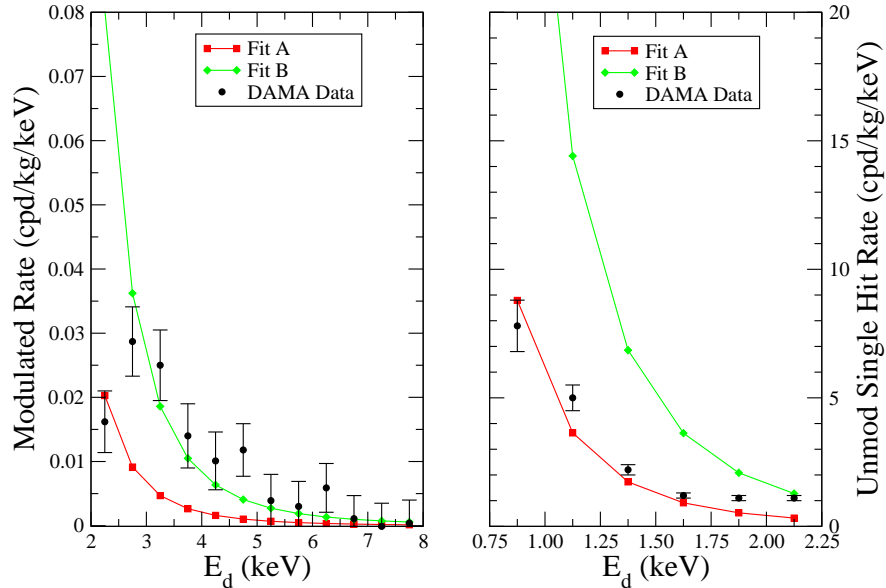 Modulated Rate (cpd/kg/keV)
0.08
0.07
0.06
0.05
0.04
0.03
0.02
0.01
0
2 3 4 5 6 7 8
E_d (keV)
Fit A
Fit B
DAMA Data
Fit A
Fit B
DAMA Data
20
15
10
5
0
0.75 1.00 1.25 1.50 1.75 2.00 2.25
E_d (keV)
Unmod Single Hit Rate (cpd/kg/keV)